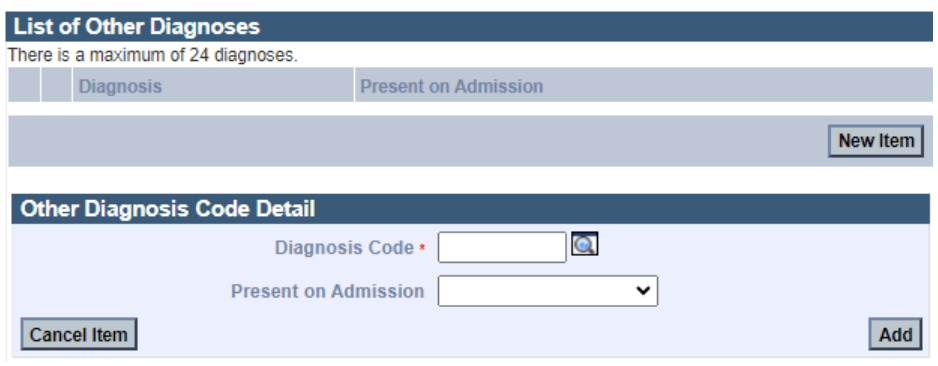 List of Other Diagnoses
There is a maximum of 24 diagnoses.
Diagnosis Present on Admission
New Item
Other Diagnosis Code Detail
Diagnosis Code *
Present on Admission
Cancel Item Add